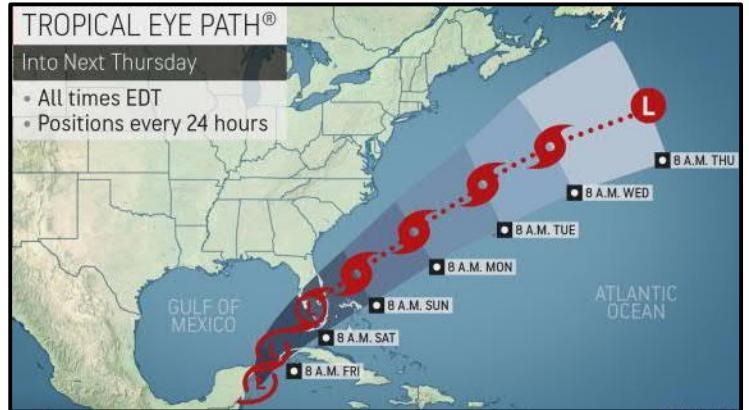 TROPICAL EYE PATH®
Into Next Thursday
• All times EDT
• Positions every 24 hours
L
8 A.M. THU
8 A.M. WED
8 A.M. TUE
8 A.M. MON
GULF OF
MEXICO
ATLANTIC
OCEAN
8 A.M. SUN
L
8 A.M. SAT
L
8 A.M. FRI
L